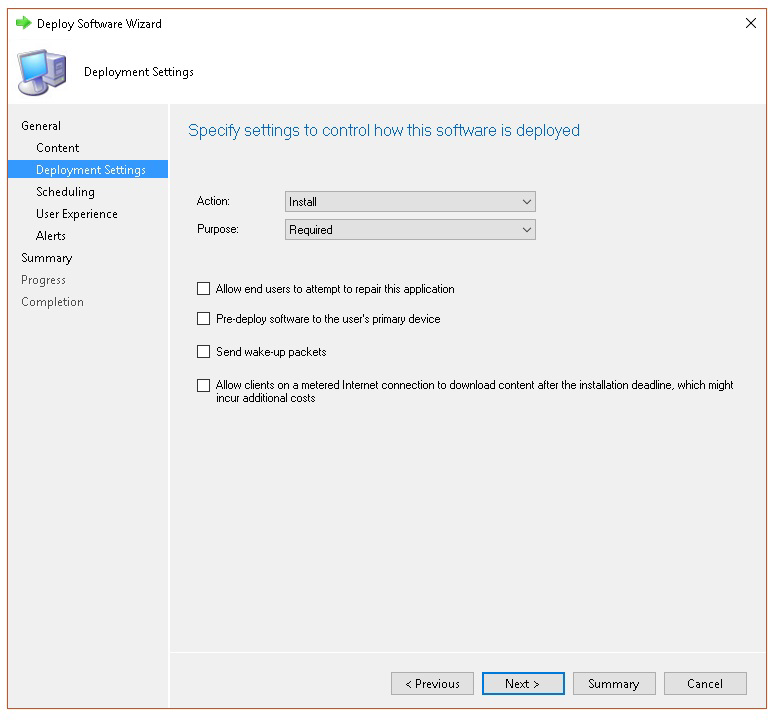 Deploy Software Wizard
Deployment Settings
General
Content
Deployment Settings
Scheduling
User Experience
Alerts
Summary
Progress
Completion
Specify settings to control how this software is deployed
Action: Install
Purpose: Required
Allow end users to attempt to repair this application
Pre-deploy software to the user's primary device
Send wake-up packets
Allow clients on a metered Internet connection to download content after the installation deadline, which might
incur additional costs
< Previous Next > Summary Cancel